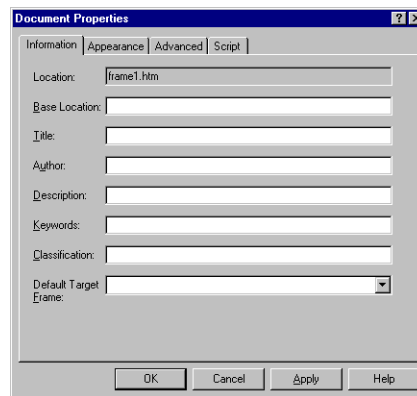 Document Properties
Information Appearance Advanced Script
Location: frame1.htm
Base Location:
Title:
Author:
Description:
Keywords:
Classification:
Default Target
Frame:
OK Cancel Apply Help